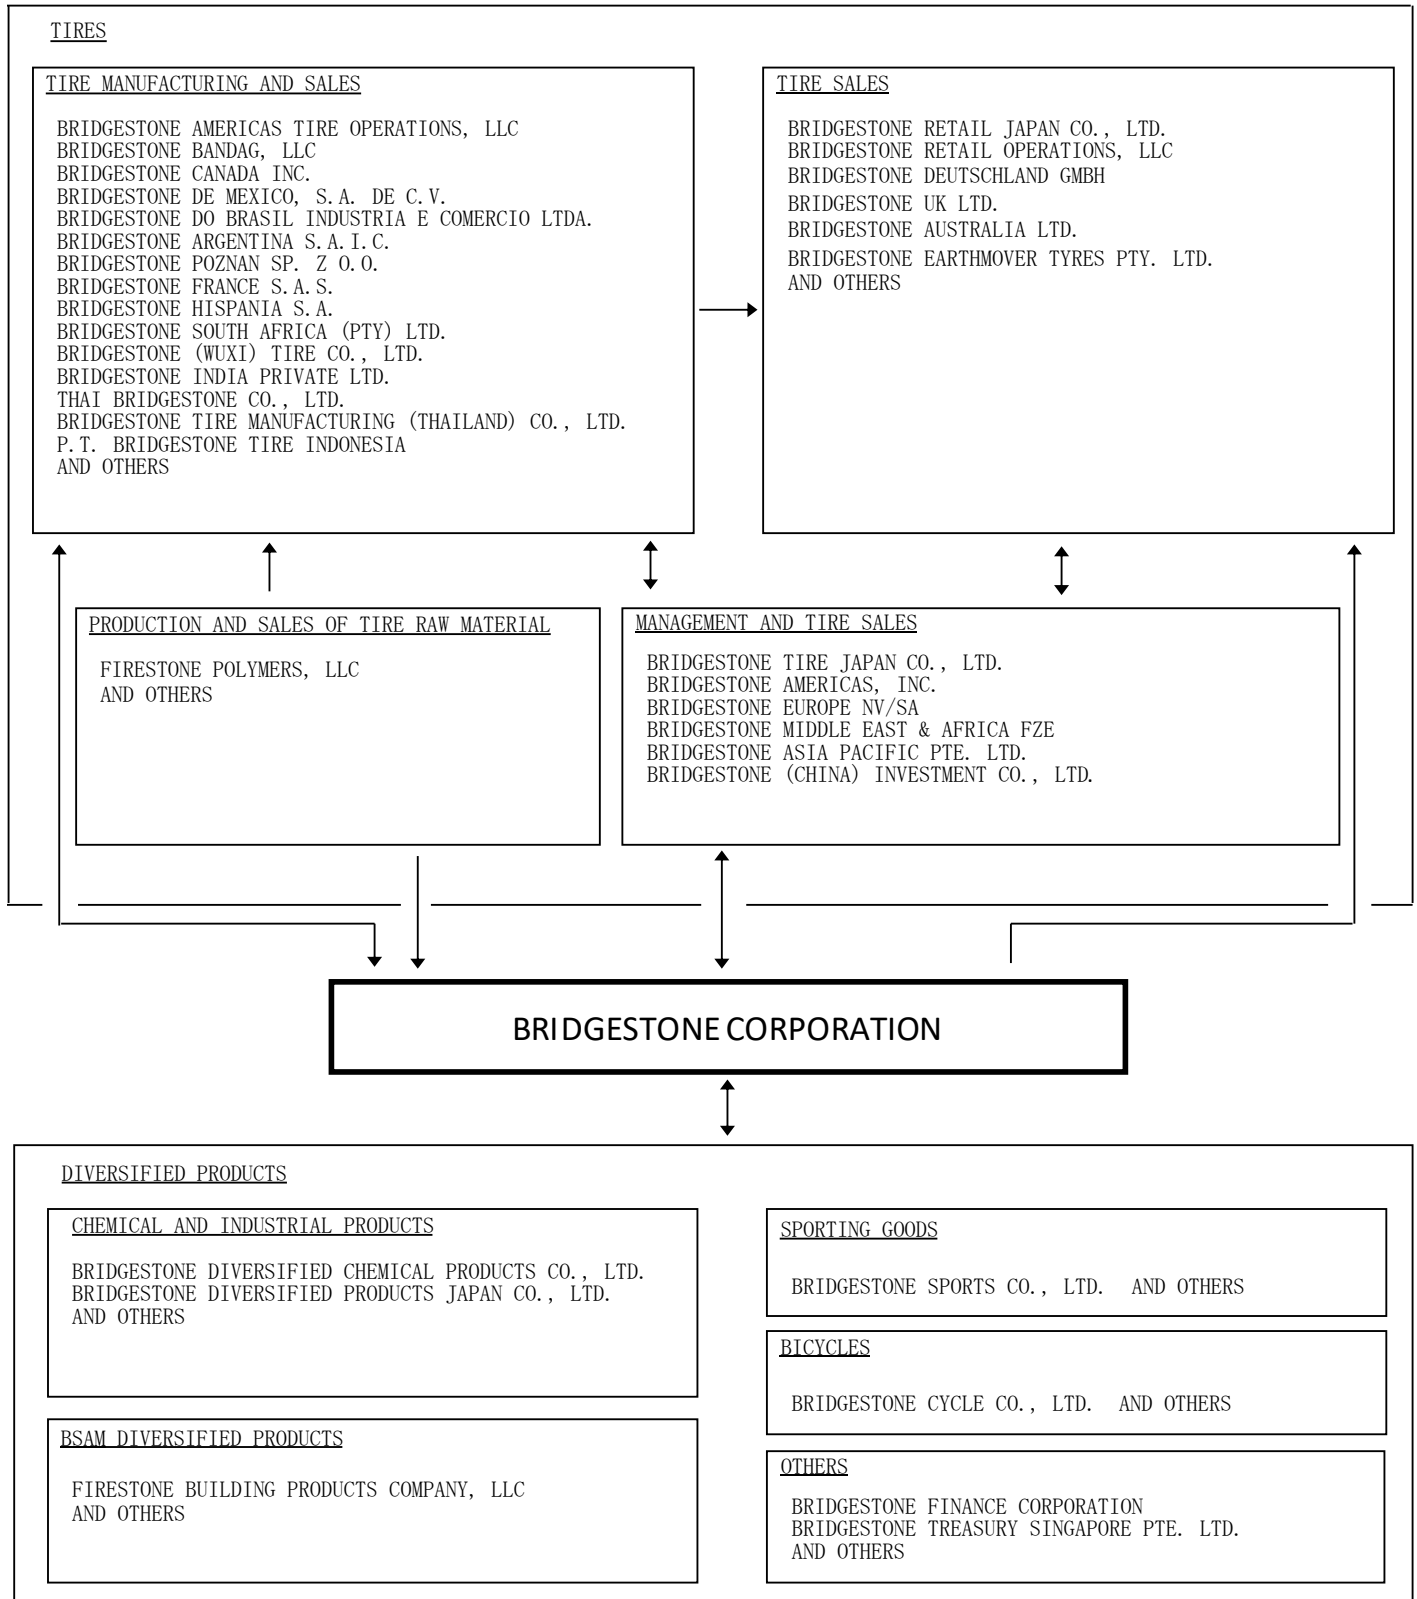 TIRES
TIRE MANUFACTURING AND SALES
BRIDGESTONE AMERICAS TIRE OPERATIONS, LLC
BRIDGESTONE BANDAG, LLC
BRIDGESTONE CANADA INC.
BRIDGESTONE DE MEXICO, S.A. DE C.V.
BRIDGESTONE DO BRASIL INDUSTRIA E COMERCIO LTDA.
BRIDGESTONE ARGENTINA S.A.I.C.
BRIDGESTONE POZNAN SP. Z O.O.
BRIDGESTONE FRANCE S.A.S.
BRIDGESTONE HISPANIA S.A.
BRIDGESTONE SOUTH AFRICA (PTY) LTD.
BRIDGESTONE (WUXI) TIRE CO., LTD.
BRIDGESTONE INDIA PRIVATE LTD.
THAI BRIDGESTONE CO., LTD.
BRIDGESTONE TIRE MANUFACTURING (THAILAND) CO., LTD.
P.T. BRIDGESTONE TIRE INDONESIA
AND OTHERS
TIRE SALES
BRIDGESTONE RETAIL JAPAN CO., LTD.
BRIDGESTONE RETAIL OPERATIONS, LLC
BRIDGESTONE DEUTSCHLAND GMBH
BRIDGESTONE UK LTD.
BRIDGESTONE AUSTRALIA LTD.
BRIDGESTONE EARTHMOVER TYRES PTY. LTD.
AND OTHERS
PRODUCTION AND SALES OF TIRE RAW MATERIAL
FIRESTONE POLYMERS, LLC
AND OTHERS
MANAGEMENT AND TIRE SALES
BRIDGESTONE TIRE JAPAN CO., LTD.
BRIDGESTONE AMERICAS, INC.
BRIDGESTONE EUROPE NV/SA
BRIDGESTONE MIDDLE EAST & AFRICA FZE
BRIDGESTONE ASIA PACIFIC PTE. LTD.
BRIDGESTONE (CHINA) INVESTMENT CO., LTD.
BRIDGESTONE CORPORATION
DIVERSIFIED PRODUCTS
CHEMICAL AND INDUSTRIAL PRODUCTS
BRIDGESTONE DIVERSIFIED CHEMICAL PRODUCTS CO., LTD.
BRIDGESTONE DIVERSIFIED PRODUCTS JAPAN CO., LTD.
AND OTHERS
BSAM DIVERSIFIED PRODUCTS
FIRESTONE BUILDING PRODUCTS COMPANY, LLC
AND OTHERS
SPORTING GOODS
BRIDGESTONE SPORTS CO., LTD. AND OTHERS
BICYCLES
BRIDGESTONE CYCLE CO., LTD. AND OTHERS
OTHERS
BRIDGESTONE FINANCE CORPORATION
BRIDGESTONE TREASURY SINGAPORE PTE. LTD.
AND OTHERS